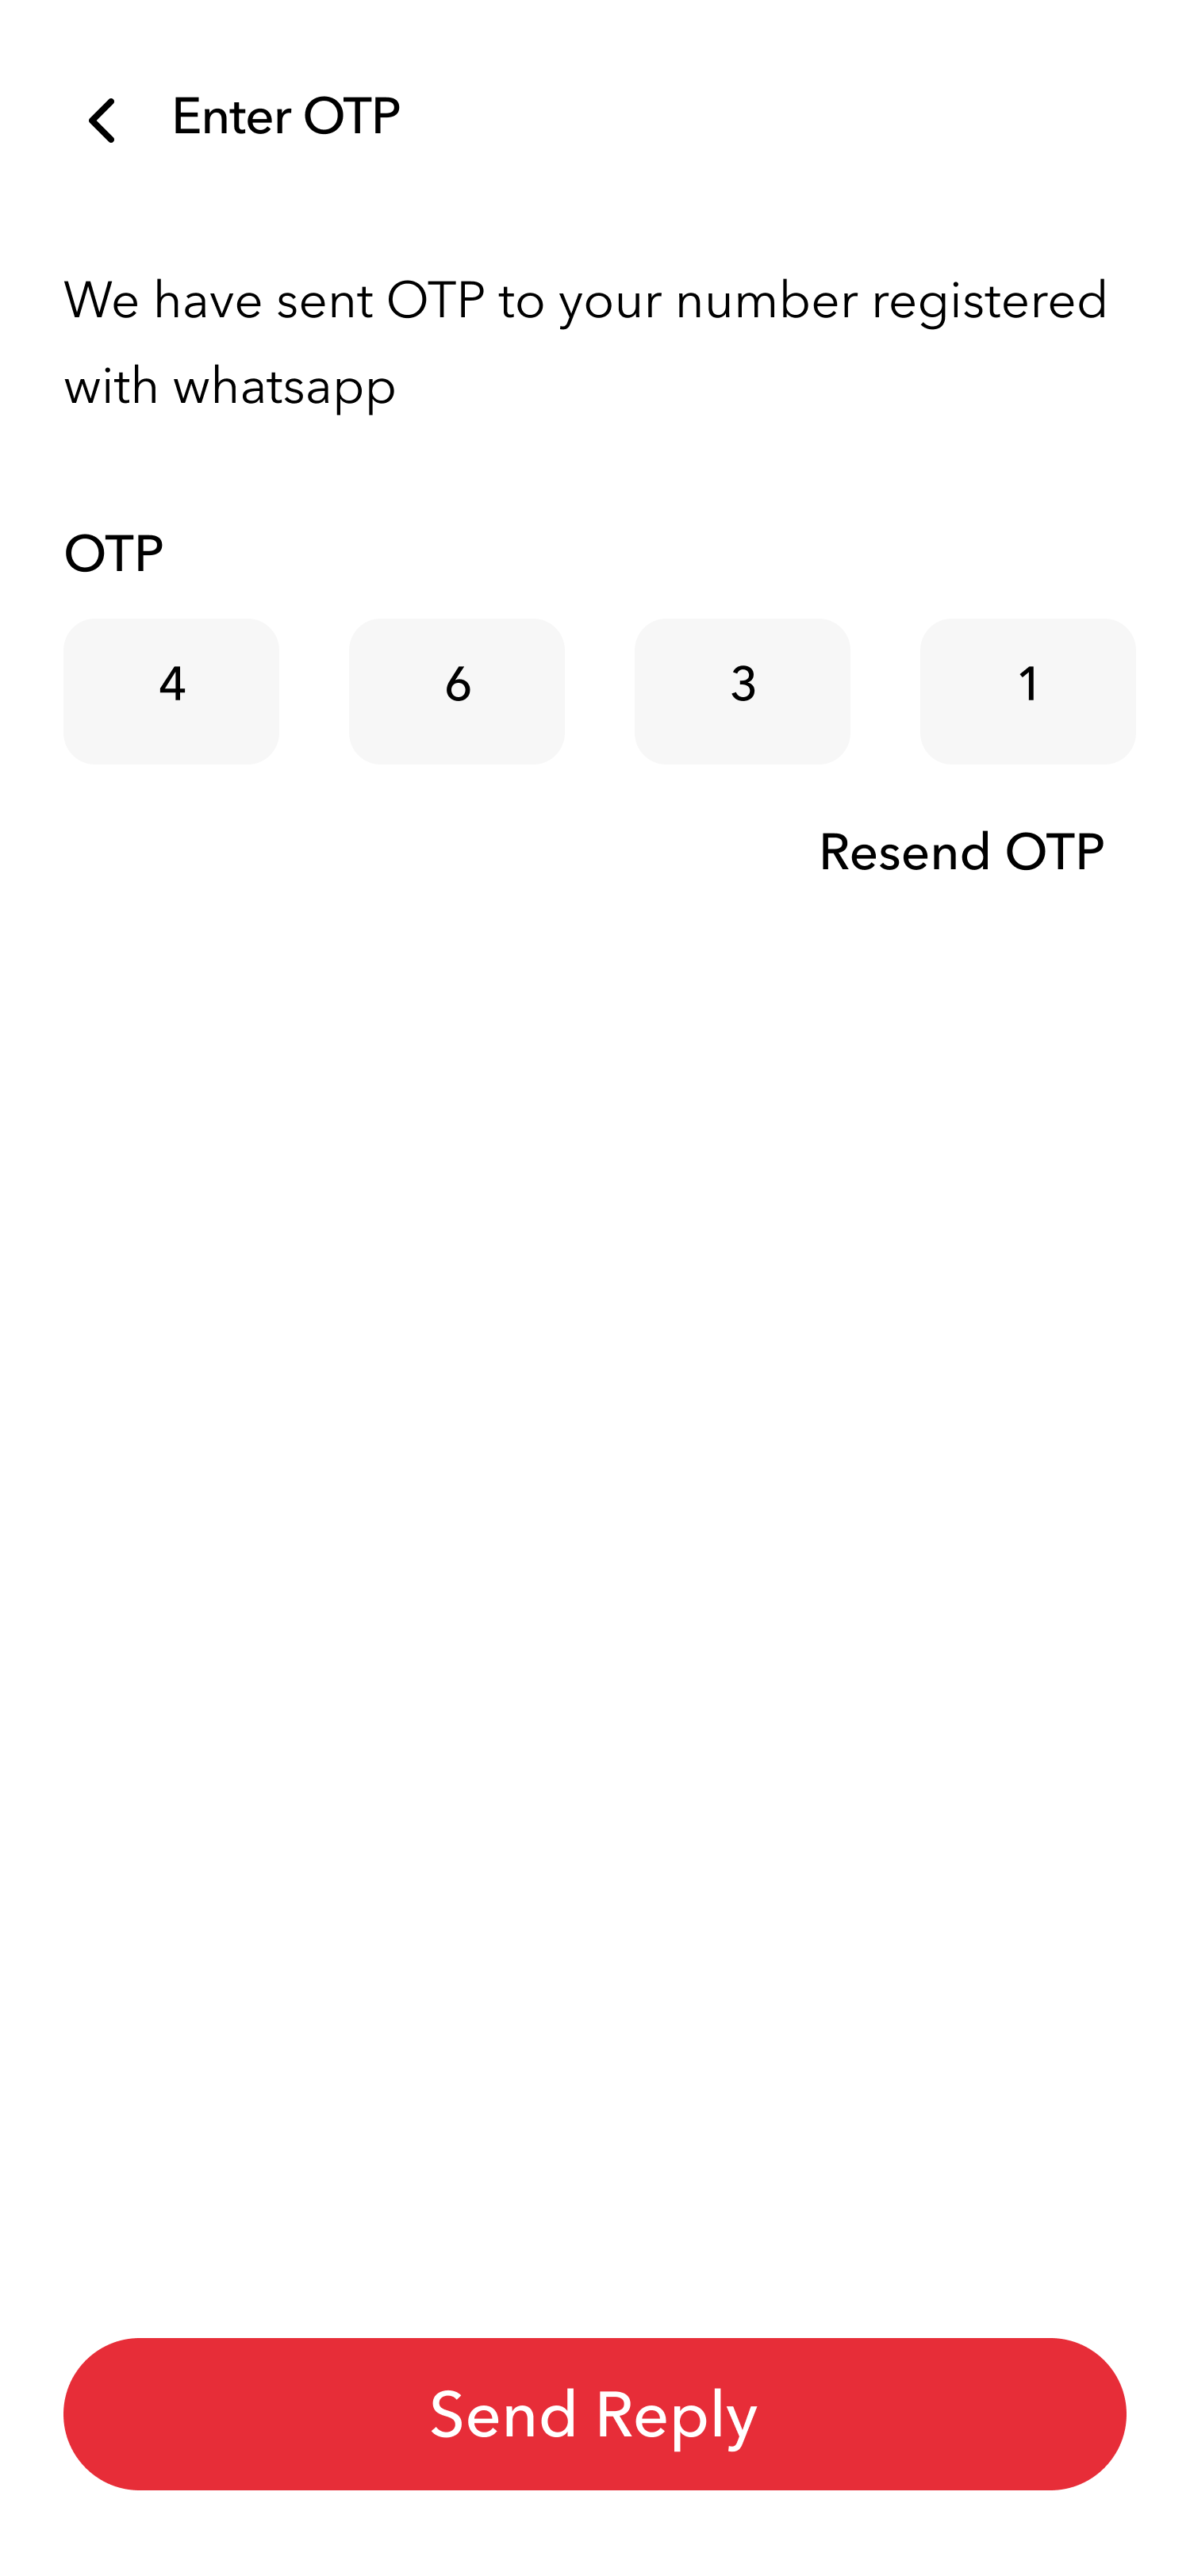 Enter OTP
We have sent OTP to your number registered
with whatsapp
OTP
4 6 3 1
Resend OTP
Send Reply